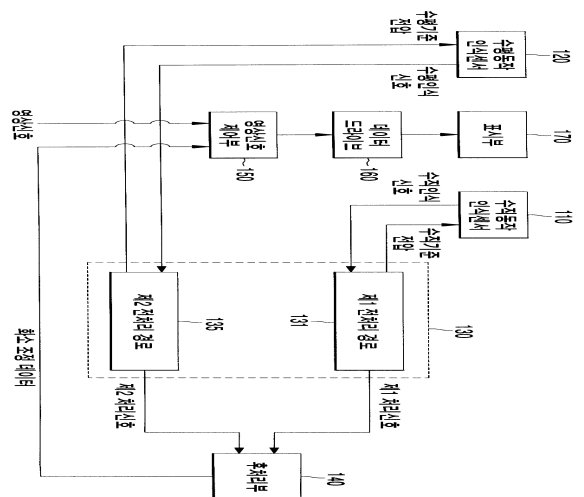 120
수평동작
인식센서
수평기준
전압
수평인식
신호
170
표시부
160
데이터
드라이브
150
영상신호
제어부
영상신호
110
수직동작
인식센서
수직인식
신호
수직기준
전압
130
131
제1 전처리 경로
135
제2 전처리 경로
제1 처리신호
제2 처리신호
140
후처리부
화소 조정 데이터